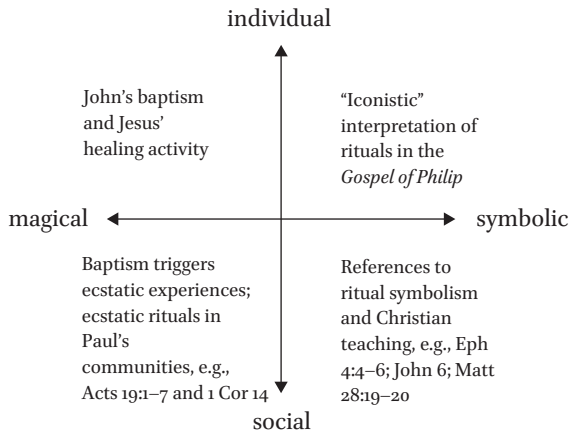 individual
John’s baptism
and Jesus’
healing activity
“Iconistic”
interpretation of
rituals in the
Gospel of Philip
magical
symbolic
Baptism triggers
ecstatic experiences;
ecstatic rituals in
Paul’s
communities, e.g.,
Acts 19:1–7 and 1 Cor 14
References to
ritual symbolism
and Christian
teaching, e.g., Eph
4:4–6; John 6; Matt
28:19–20
social